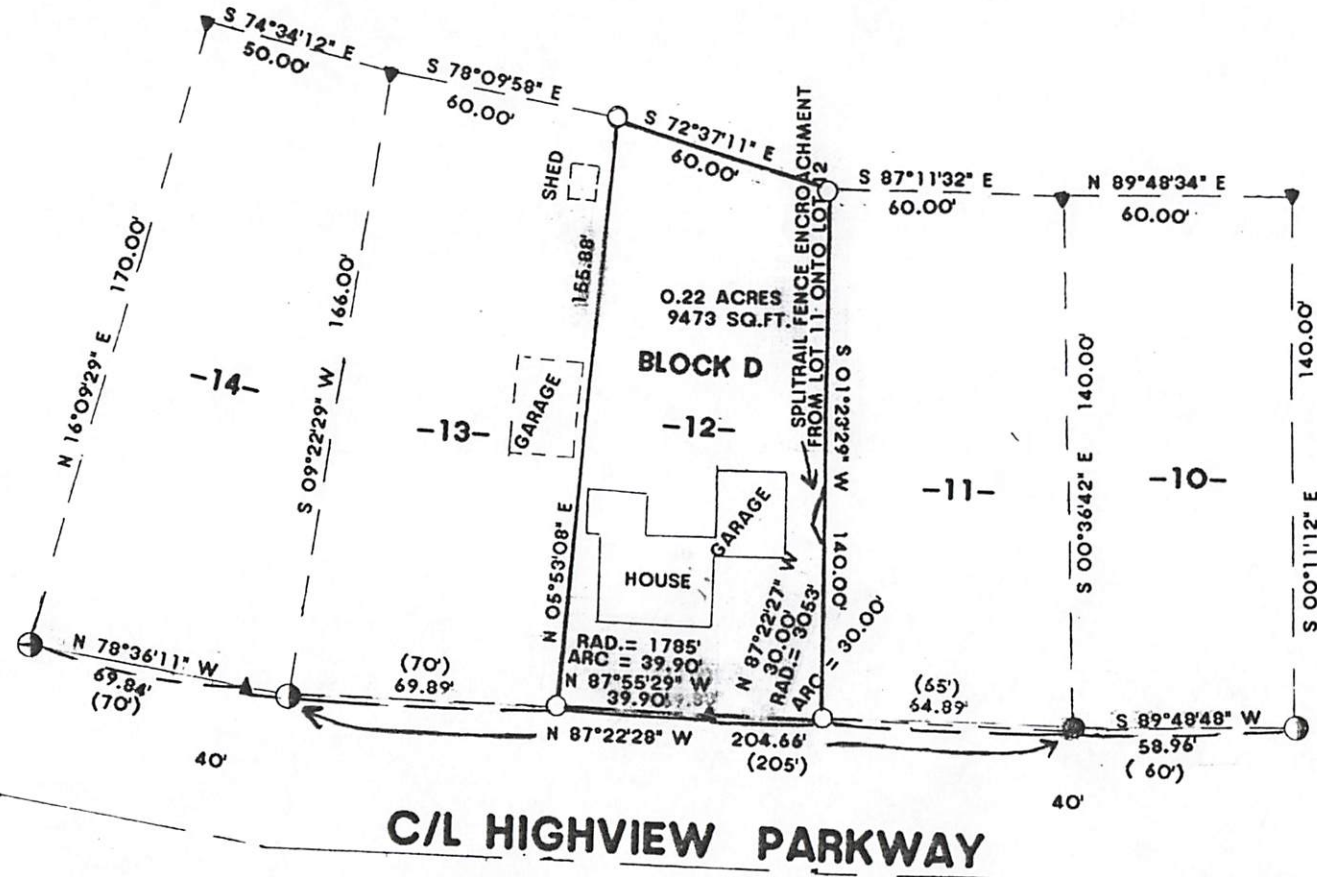 S 74°34'12" E
50.00'
S 78°09'58" E
60.00'
S 72°37'11" E
60.00'
S 87°11'32" E
60.00'
N 89°48'34" E
60.00'
SPLITRAIL FENCE ENCROACHMENT
FROM LOT 11 ONTO LOT 12
SHED
N 16°09'29" E 170.00'
S 09°22'29" W 166.00'
155.88'
N 05°53'08" E
0.22 ACRES
9473 SQ.FT.
BLOCK D
-14-
-13-
-12-
-11-
-10-
GARAGE
GARAGE
HOUSE
S 01°23'29" W 140.00'
S 00°36'42" E 140.00'
S 00°11'12" E 140.00'
RAD.= 1785'
ARC = 39.90'
N 87°55'29" W
39.90'
N 87°22'27" W
30.00'
RAD.= 3053'
ARC = 30.00'
N 78°36'11" W
69.84'
(70')
(70')
69.89'
(65')
64.89'
S 89°48'48" W
58.96'
( 60')
N 87°22'28" W 204.66'
(205')
40'
40'
C/L HIGHVIEW PARKWAY